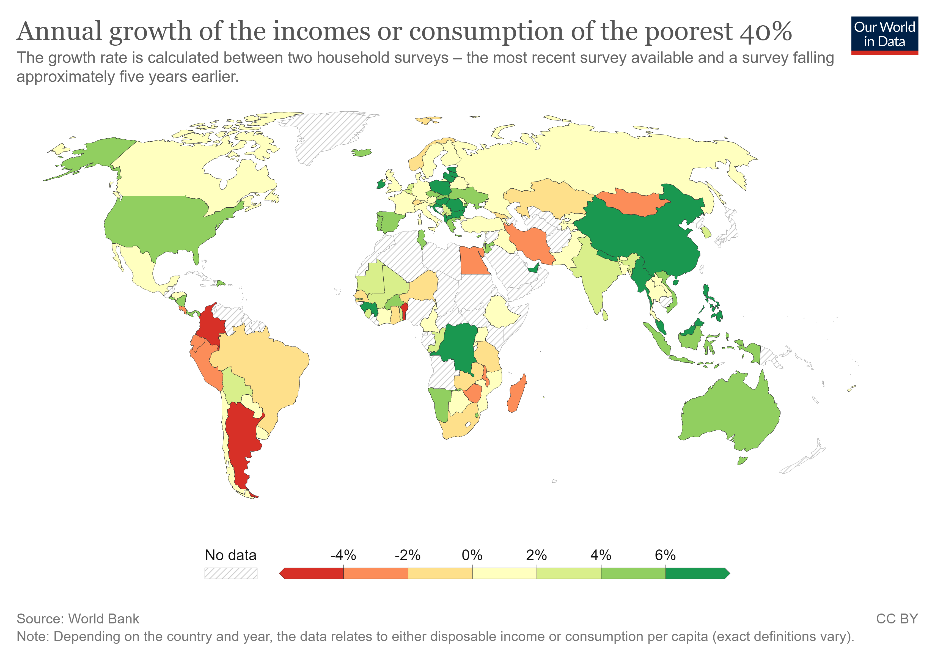 Annual growth of the incomes or consumption of the poorest 40%
Our World
in Data
The growth rate is calculated between two household surveys – the most recent survey available and a survey falling
approximately five years earlier.
No data
-4%
-2%
0%
2%
4%
6%
Source: World Bank
CC BY
Note: Depending on the country and year, the data relates to either disposable income or consumption per capita (exact definitions vary).